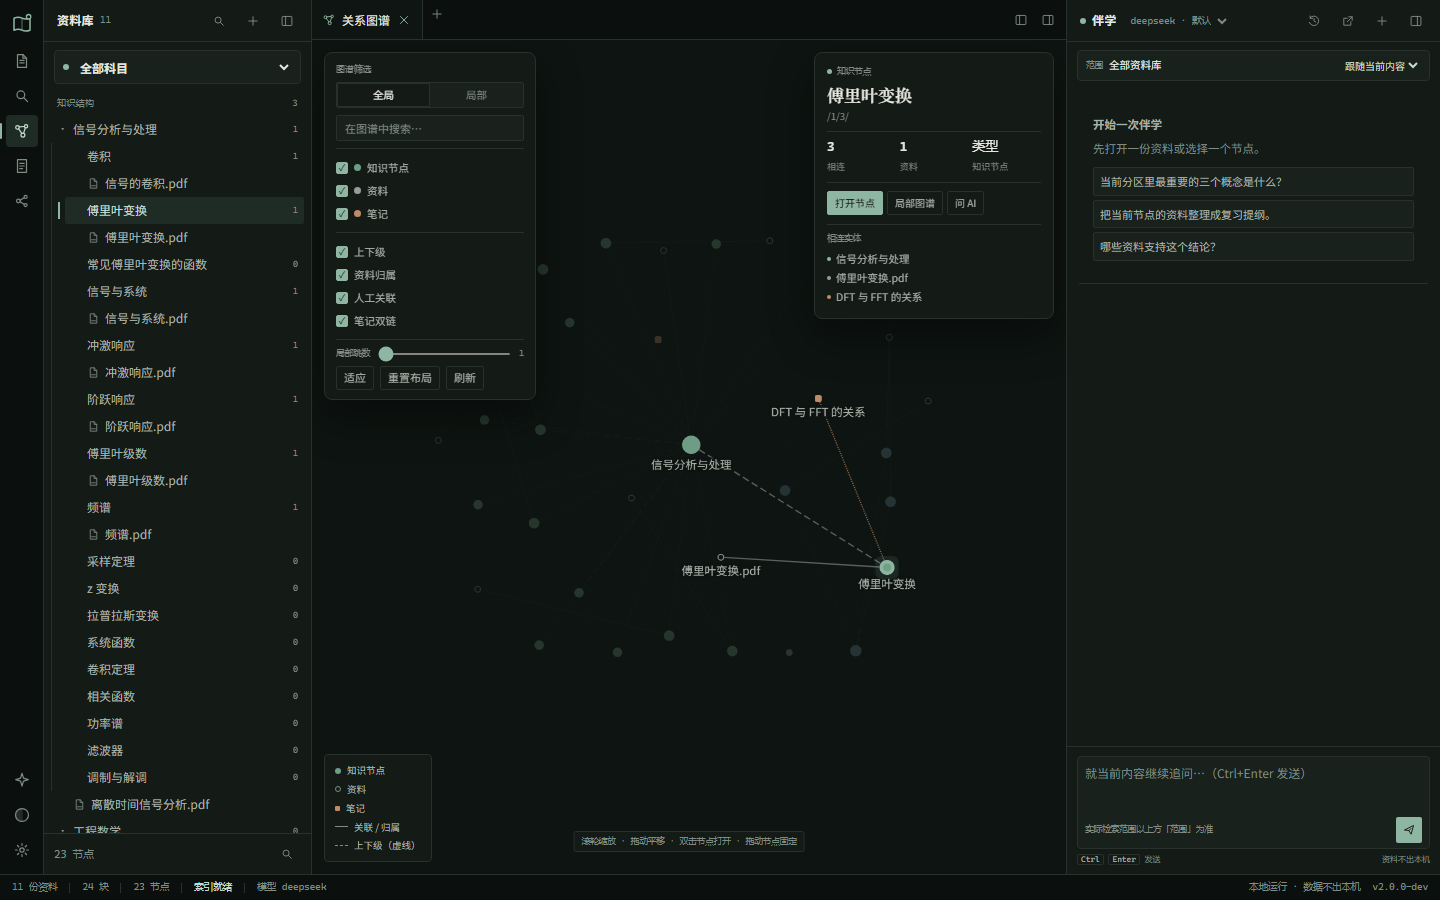 资料库 11
全部科目
知识结构 3
信号分析与处理 1
卷积 1
信号的卷积.pdf
傅里叶变换 1
傅里叶变换.pdf
常见傅里叶变换的函数 0
信号与系统 1
信号与系统.pdf
冲激响应 1
冲激响应.pdf
阶跃响应 1
阶跃响应.pdf
傅里叶级数 1
傅里叶级数.pdf
频谱 1
频谱.pdf
采样定理 0
z 变换 0
拉普拉斯变换 0
系统函数 0
卷积定理 0
相关函数 0
功率谱 0
滤波器 0
调制与解调 0
离散时间信号分析.pdf
工程数学 0
23 节点
关系图谱
图谱筛选
全局 局部
在图谱中搜索…
知识节点
资料
笔记
上下级
资料归属
人工关联
笔记双链
局部跳数 1
适应 重置布局 刷新
知识节点
傅里叶变换
/1/3/
3 1 类型
相连 资料 知识节点
打开节点 局部图谱 问 AI
相连实体
信号分析与处理
傅里叶变换.pdf
DFT 与 FFT 的关系
DFT 与 FFT 的关系
信号分析与处理
傅里叶变换.pdf
傅里叶变换
知识节点
资料
笔记
关联 / 归属
上下级（虚线）
滚轮缩放 · 拖动平移 · 双击节点打开 · 拖动节点固定
伴学 deepseek · 默认
范围 全部资料库 跟随当前内容
开始一次伴学
先打开一份资料或选择一个节点。
当前分区里最重要的三个概念是什么？
把当前节点的资料整理成复习提纲。
哪些资料支持这个结论？
就当前内容继续追问…（Ctrl+Enter 发送）
实际检索范围以上方「范围」为准
Ctrl Enter 发送 资料不出本机
11 份资料 24 块 23 节点 索引就绪 模型 deepseek 本地运行 · 数据不出本机 v2.0.0-dev